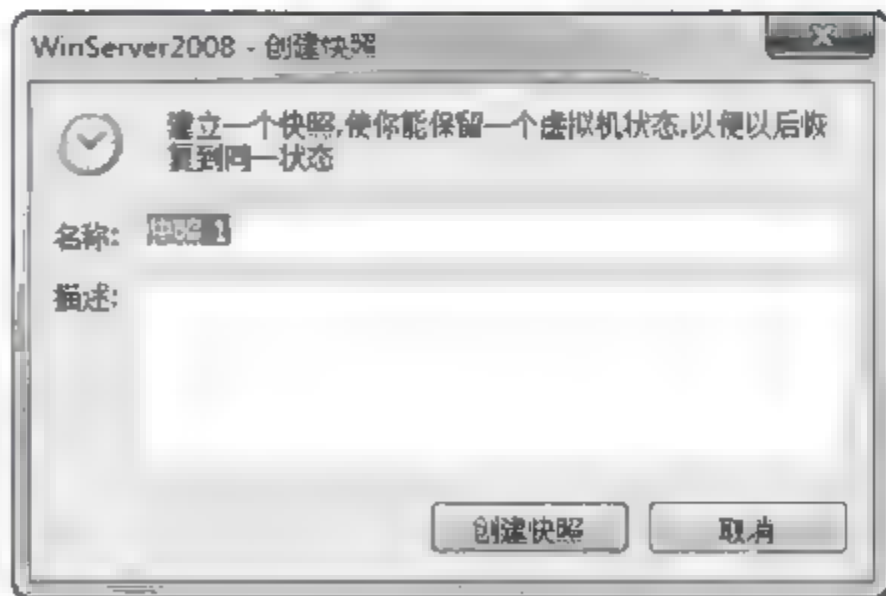 WinServer2008 - 创建快照
建立一个快照,使你能保留一个虚拟机状态,以便以后恢
复到同一状态
名称:
快照 1
描述:
创建快照
取消